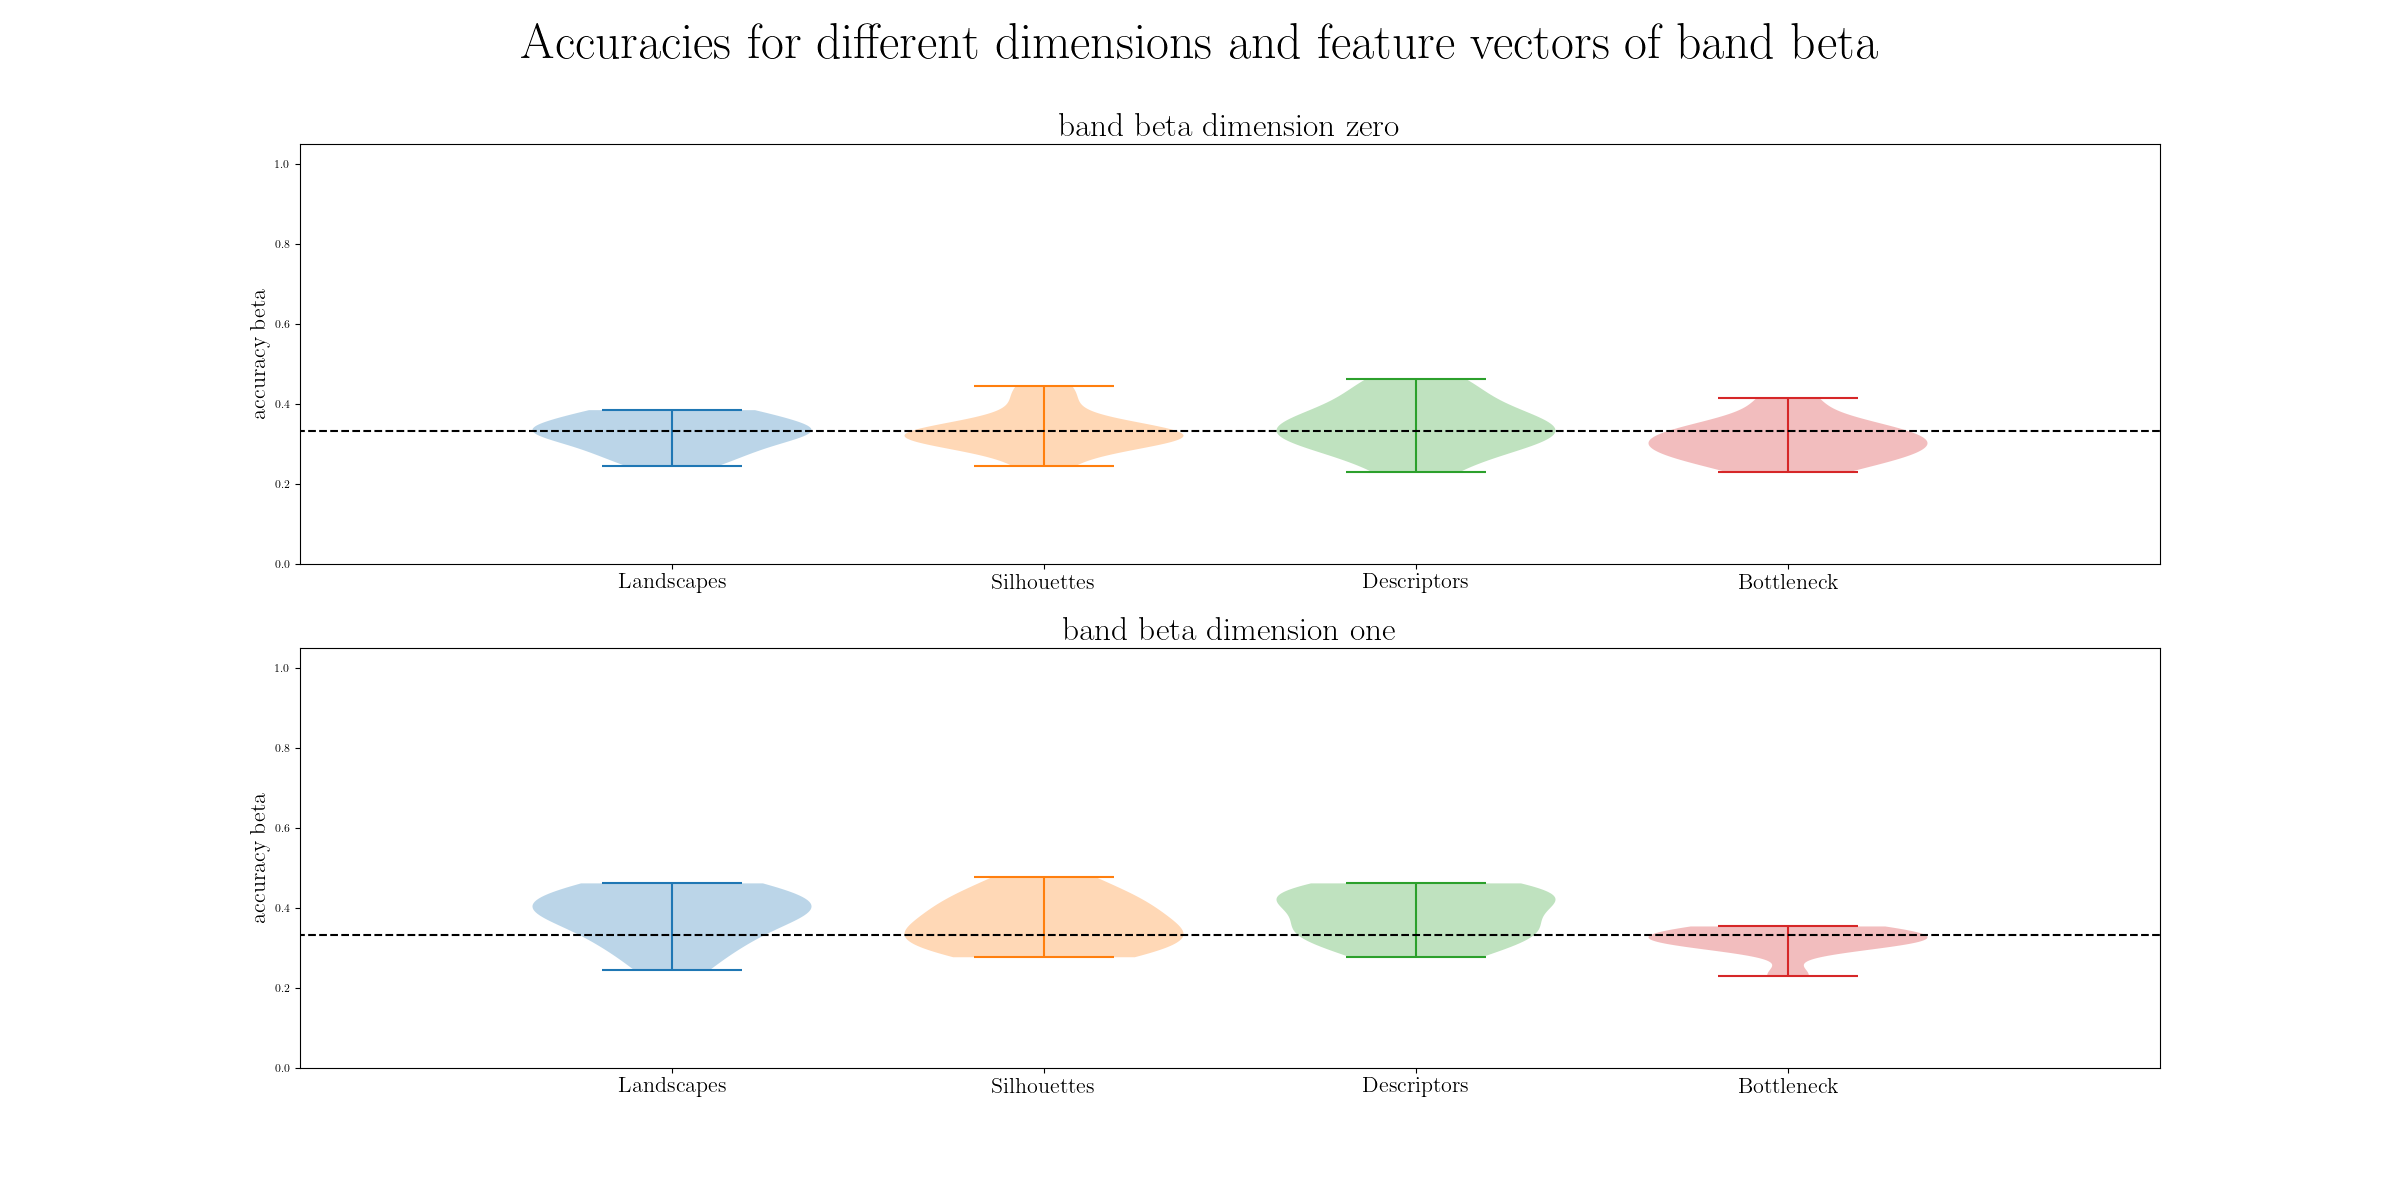 Accuracies for different dimensions and feature vectors of band beta
band beta dimension zero
1.0
0.8
0.6
0.4
0.2
0.0
accuracy beta
Landscapes Silhouettes Descriptors Bottleneck
band beta dimension one
1.0
0.8
0.6
0.4
0.2
0.0
accuracy beta
Landscapes Silhouettes Descriptors Bottleneck